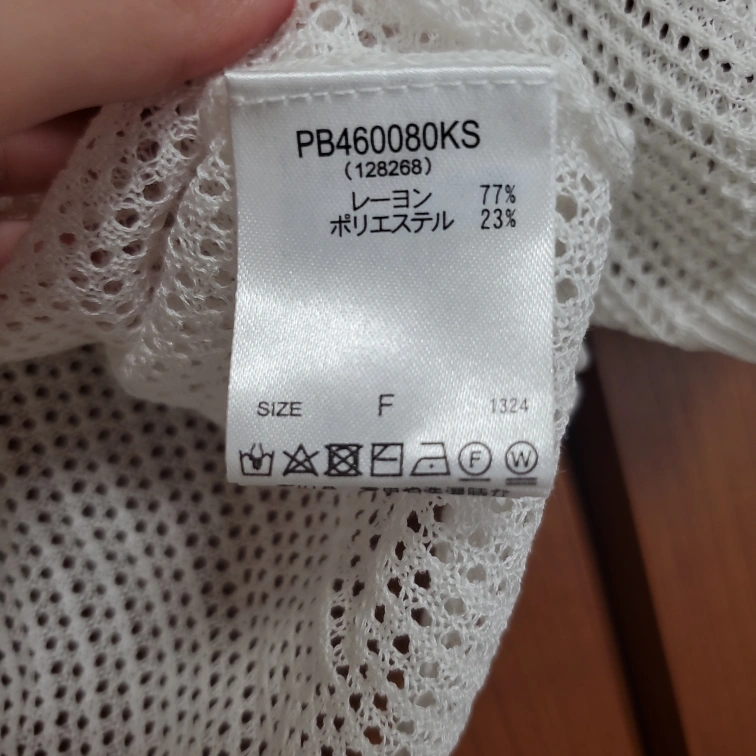 PB460080KS
(128268)
レーヨン 77%
ポリエステル 23%
SIZE F 1324
F W